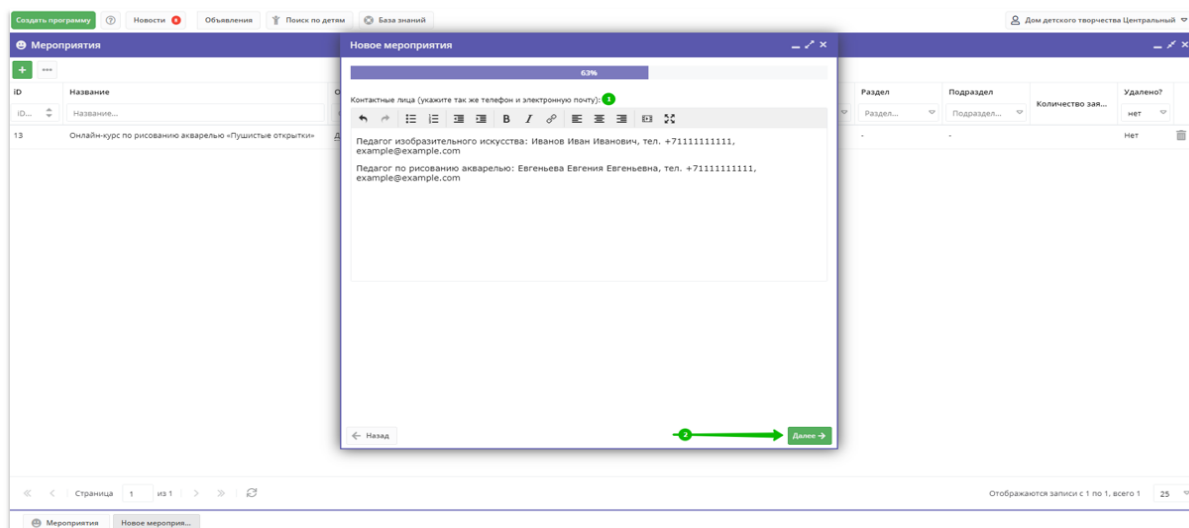 Создать программу
Новости 0
Объявления
Поиск по детям
База знаний
Дом детского творчества Центральный
Мероприятия
Новое мероприятия
63%
Контактные лица (укажите так же телефон и электронную почту): 1
Педагог изобразительного искусства: Иванов Иван Иванович, тел. +71111111111,
example@example.com
Педагог по рисованию акварелью: Евгеньева Евгения Евгеньевна, тел. +71111111111,
example@example.com
Назад
2
Далее
ID
Название
Раздел
Подраздел
Количество зая...
Удалено?
ID...
Название...
Раздел...
Подраздел...
нет
13
Онлайн-курс по рисованию акварелью «Пушистые открытки»
-
-
Нет
Страница 1 из 1
Отображаются записи с 1 по 1, всего 1
25
Мероприятия
Новое мероприя...